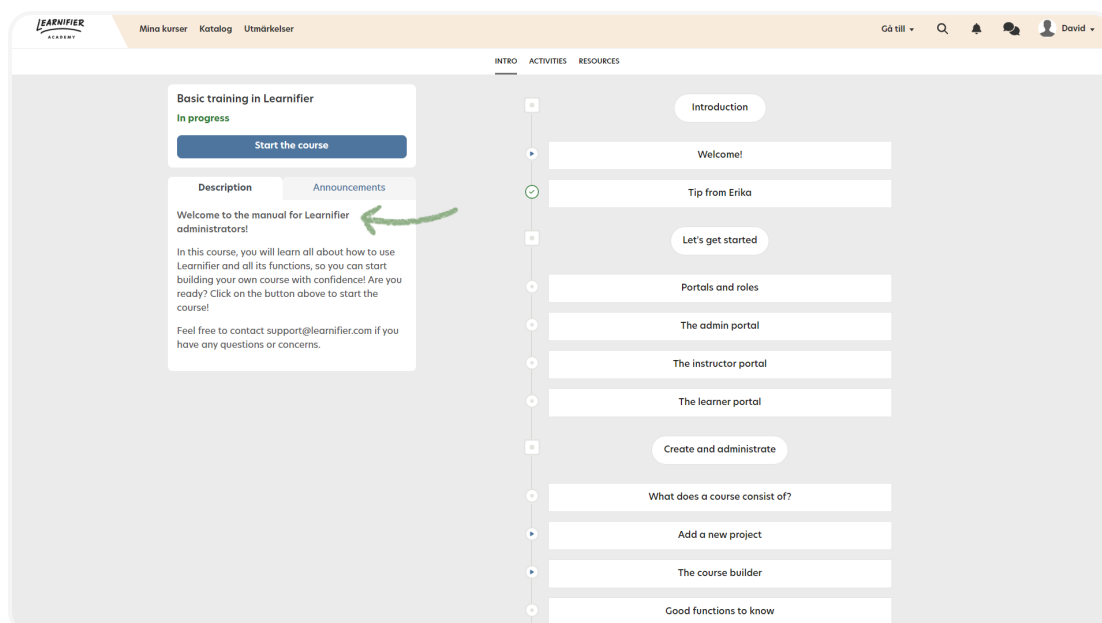 LEARNIFIER
ACADEMY
Mina kurser Katalog Utmärkelser
Gå till
David
INTRO ACTIVITIES RESOURCES
Basic training in Learnifier
In progress
Start the course
Description Announcements
Welcome to the manual for Learnifier
administrators!
In this course, you will learn all about how to use
Learnifier and all its functions, so you can start
building your own course with confidence! Are you
ready? Click on the button above to start the
course!
Feel free to contact support@learnifier.com if you
have any questions or concerns.
Introduction
Welcome!
Tip from Erika
Let's get started
Portals and roles
The admin portal
The instructor portal
The learner portal
Create and administrate
What does a course consist of?
Add a new project
The course builder
Good functions to know